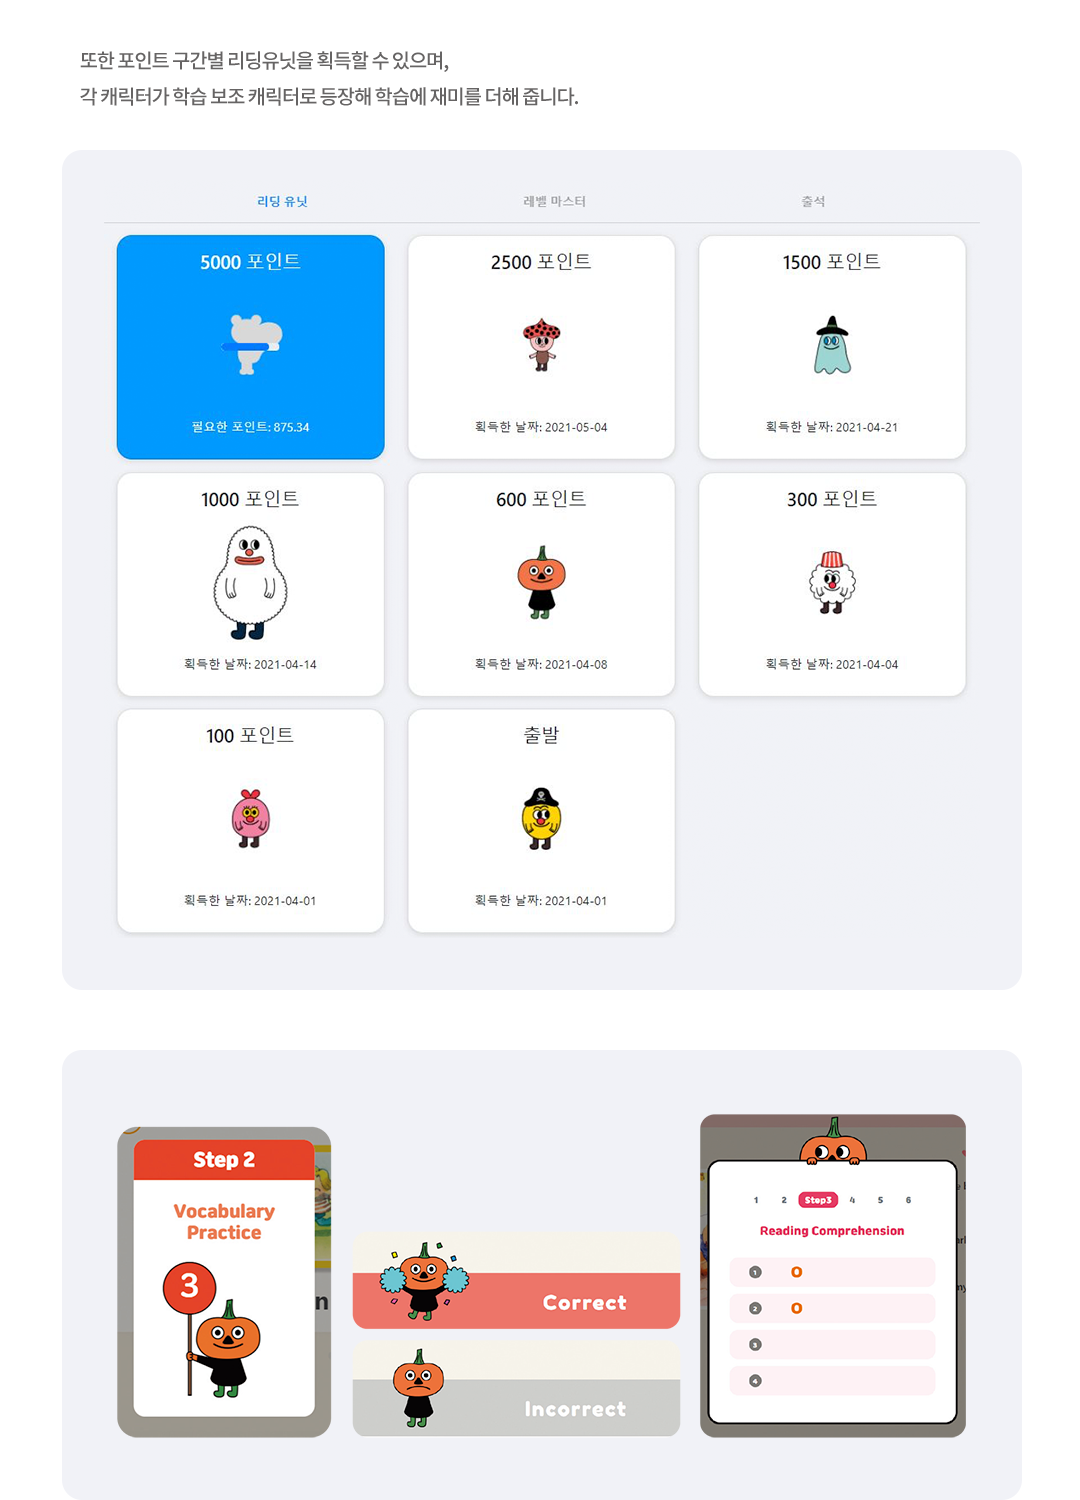 또한 포인트 구간별 리딩유닛을 획득할 수 있으며,
각 캐릭터가 학습 보조 캐릭터로 등장해 학습에 재미를 더해 줍니다.
리딩 유닛 레벨 마스터 출석
5000 포인트
필요한 포인트: 875.34
2500 포인트
획득한 날짜: 2021-05-04
1500 포인트
획득한 날짜: 2021-04-21
1000 포인트
획득한 날짜: 2021-04-14
600 포인트
획득한 날짜: 2021-04-08
300 포인트
획득한 날짜: 2021-04-04
100 포인트
획득한 날짜: 2021-04-01
출발
획득한 날짜: 2021-04-01
Step 2
Vocabulary
Practice
3
Correct
Incorrect
1 2 Step3 4 5 6
Reading Comprehension
1 O
2 O
3
4